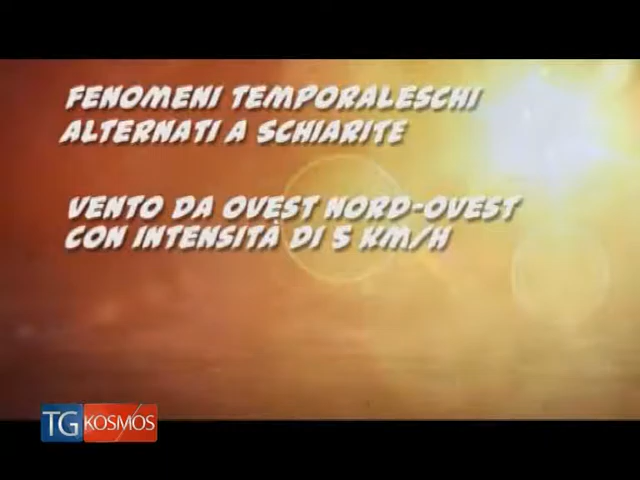 FENOMENI TEMPORALESCHI
ALTERNATI A SCHIARITE
VENTO DA OVEST NORD-OVEST
CON INTENSITÀ DI 5 KM/H
TG KOSMOS